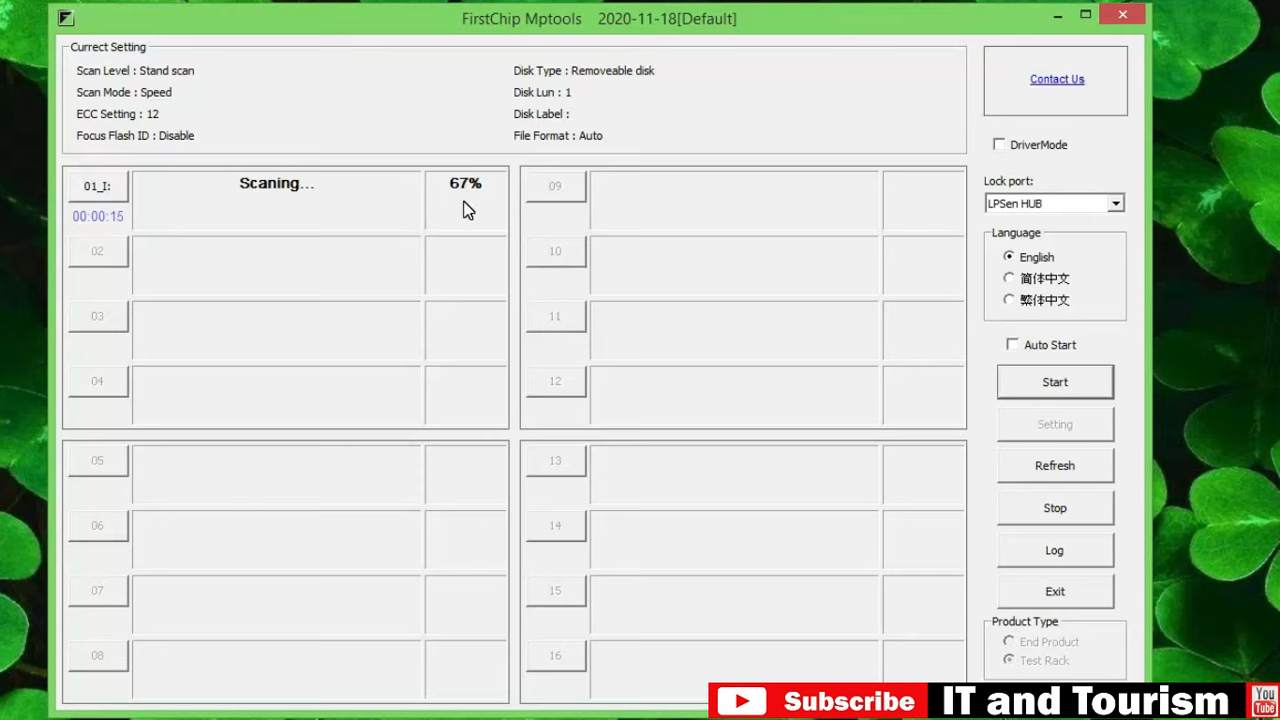 FirstChip Mptools 2020-11-18[Default]
Currect Setting
Scan Level : Stand scan
Scan Mode : Speed
ECC Setting : 12
Focus Flash ID : Disable
Disk Type : Removeable disk
Disk Lun : 1
Disk Label :
File Format : Auto
01_I:
Scaning...
67%
00:00:15
02
03
04
05
06
07
08
09
10
11
12
13
14
15
16
Contact Us
DriverMode
Lock port:
LPSen HUB
Language
English
简体中文
繁体中文
Auto Start
Start
Setting
Refresh
Stop
Log
Exit
Product Type
End Product
Test Rack
Subscribe
IT and Tourism
You
Tube